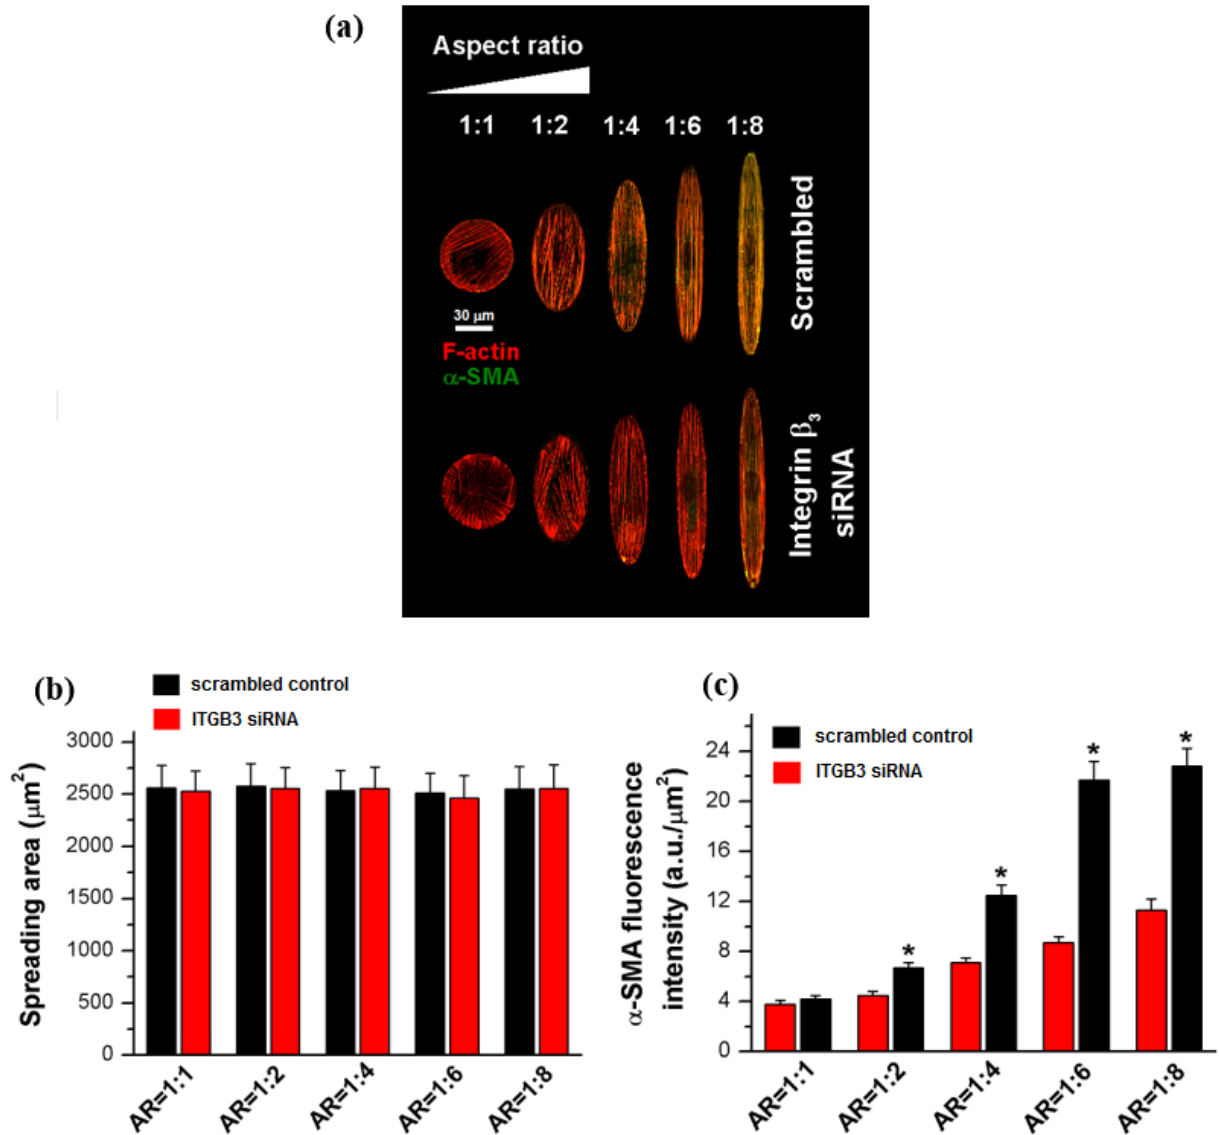 (a)
Aspect ratio
1:1 1:2 1:4 1:6 1:8
Scrambled
30 μm
F-actin
α-SMA
Integrin β3
siRNA
(b)
scrambled control
ITGB3 siRNA
Spreading area (μm2)
3000
2500
2000
1500
1000
500
0
AR=1:1 AR=1:2 AR=1:4 AR=1:6 AR=1:8
(c)
scrambled control
ITGB3 siRNA
α-SMA fluorescence
intensity (a.u./μm2)
24
20
16
12
8
4
0
* * * *
AR=1:1 AR=1:2 AR=1:4 AR=1:6 AR=1:8